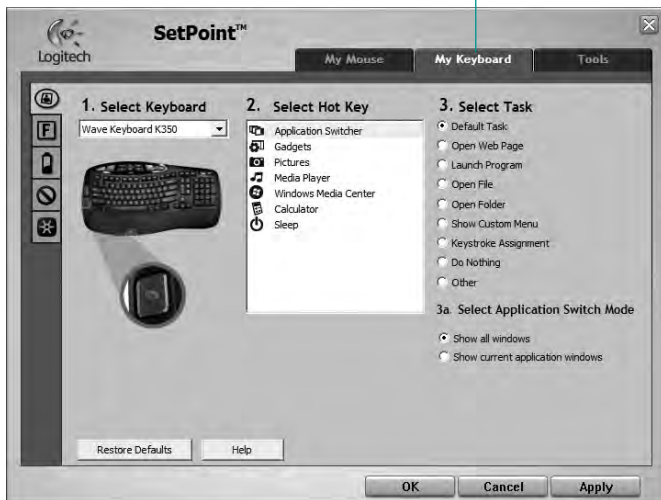 SetPoint™
Logitech
My Mouse
My Keyboard
Tools
1. Select Keyboard
Wave Keyboard K350
2. Select Hot Key
Application Switcher
Gadgets
Pictures
Media Player
Windows Media Center
Calculator
Sleep
3. Select Task
Default Task
Open Web Page
Launch Program
Open File
Open Folder
Show Custom Menu
Keystroke Assignment
Do Nothing
Other
3a. Select Application Switch Mode
Show all windows
Show current application windows
Restore Defaults
Help
OK
Cancel
Apply
F